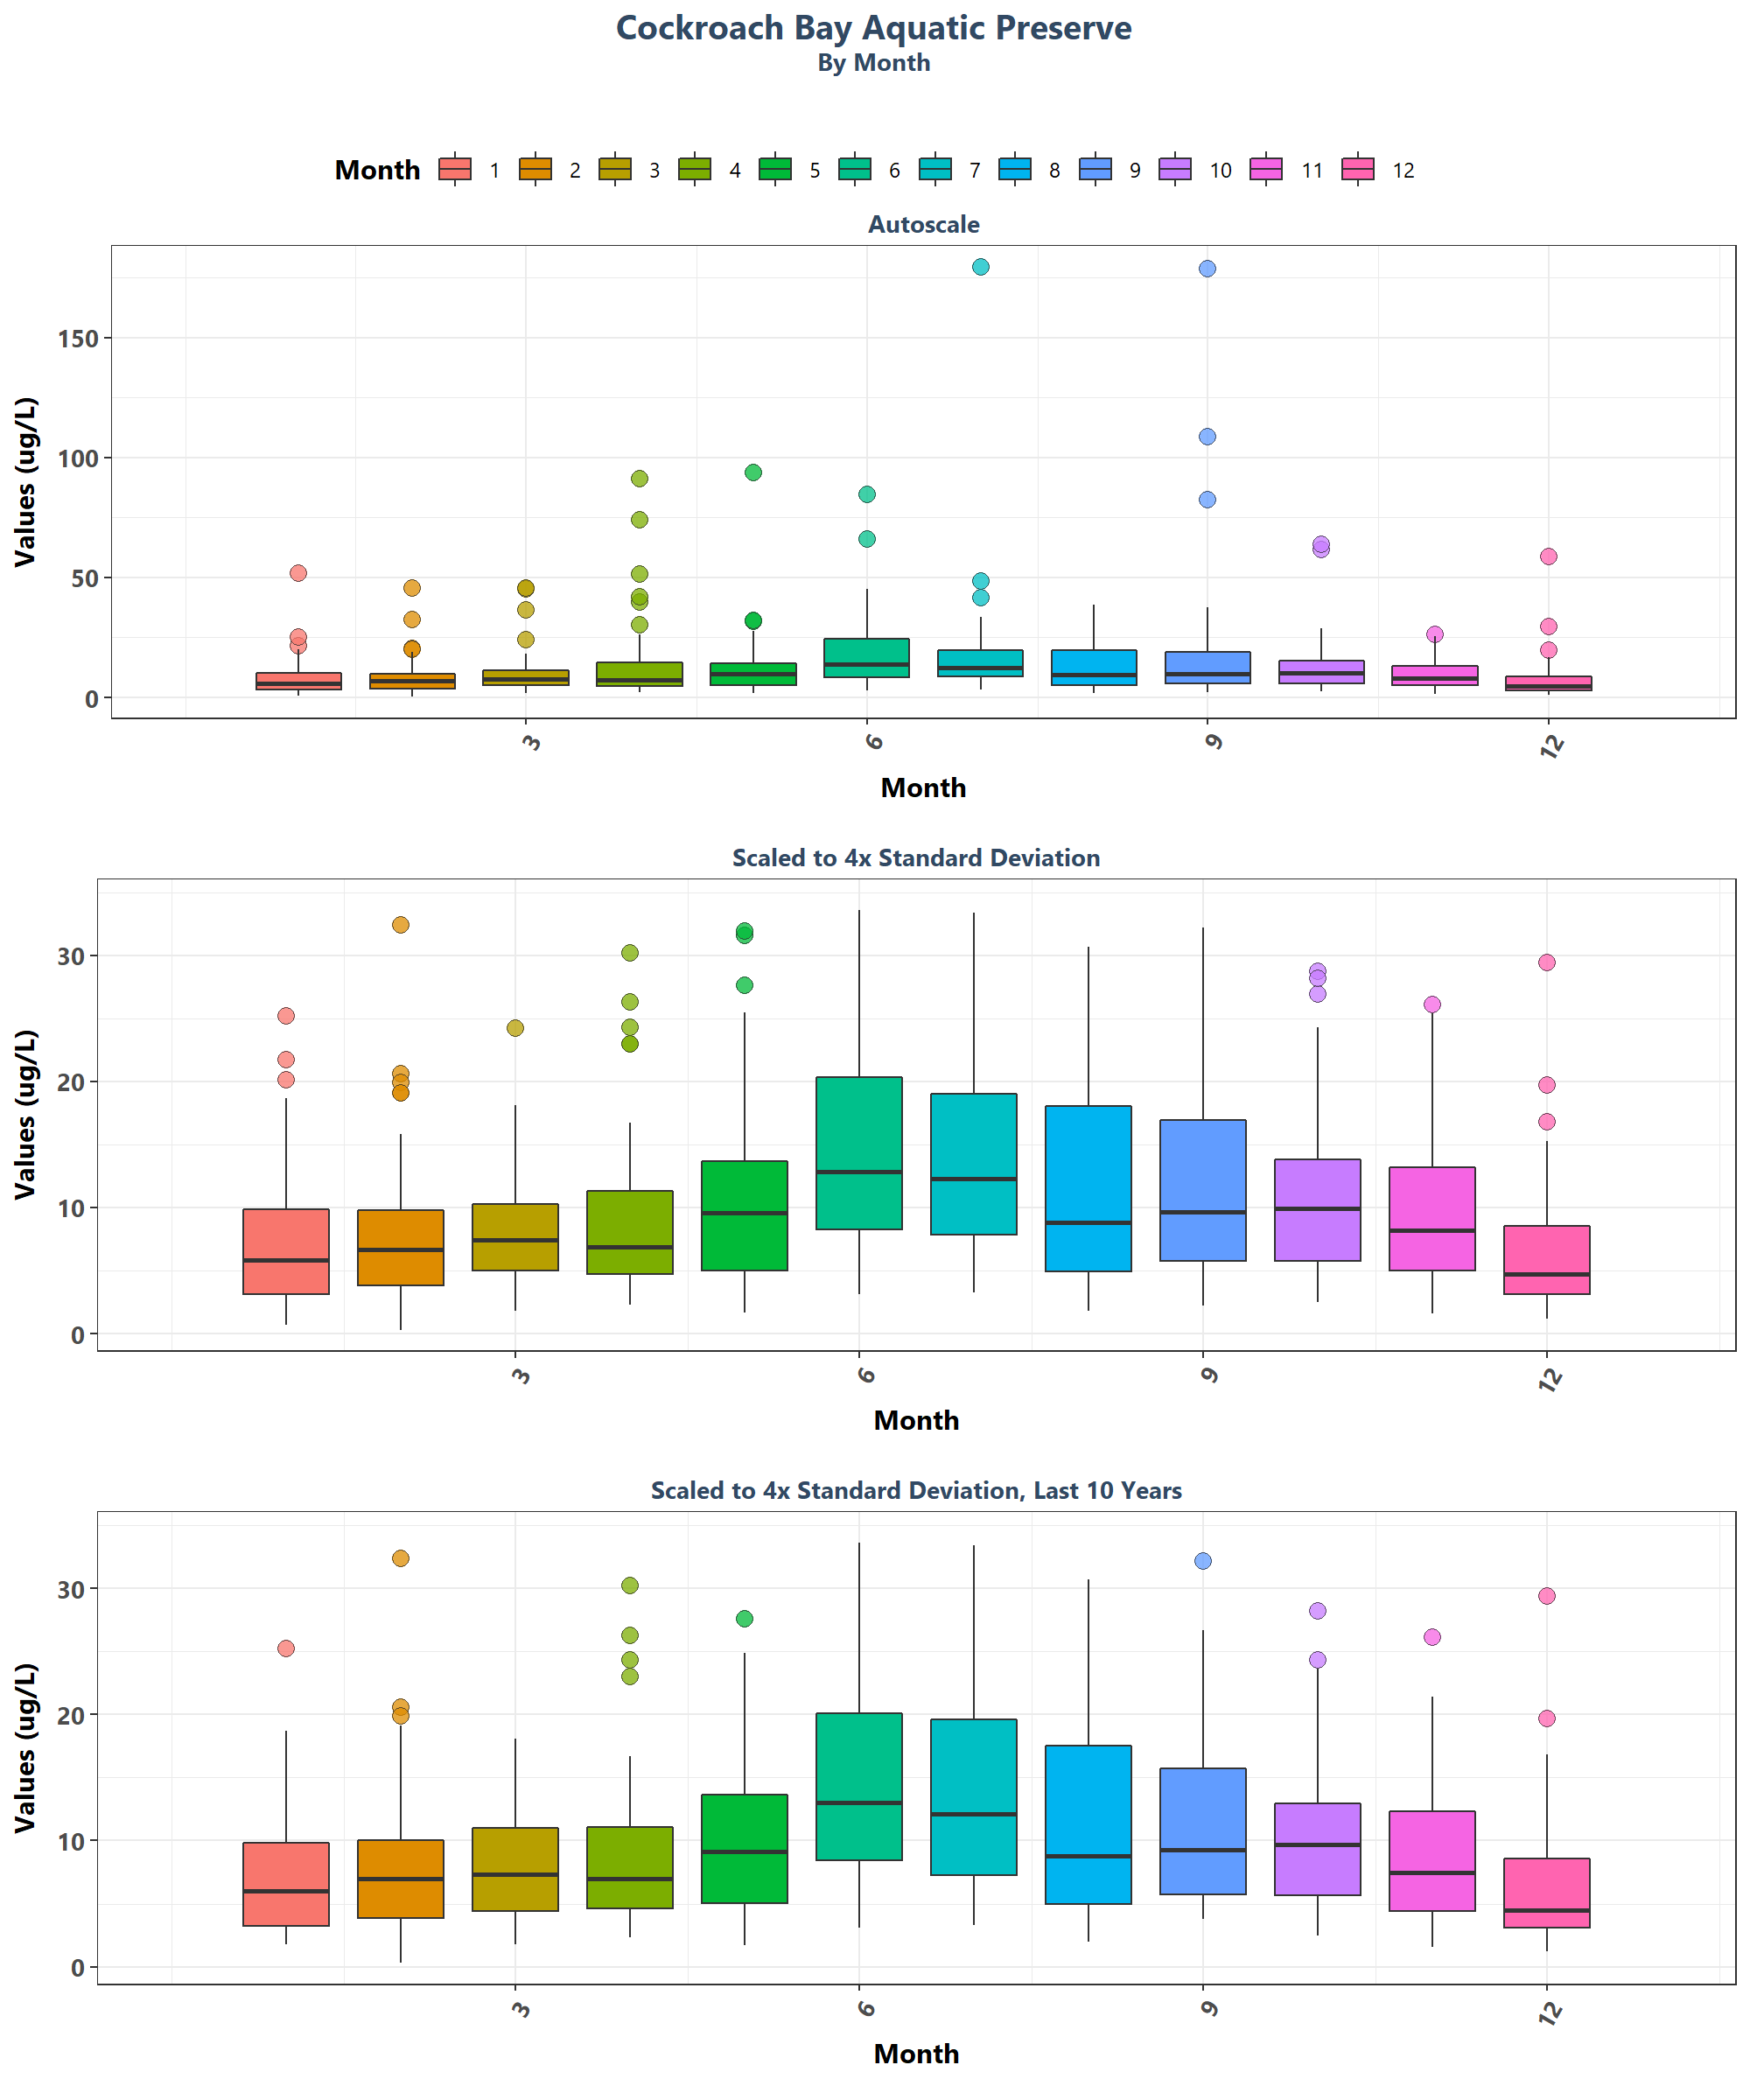 Cockroach Bay Aquatic Preserve
By Month
Month 1 2 3 4 5 6 7 8 9 10 11 12
Autoscale
Values (ug/L)
150
100
50
0
3 6 9 12
Month
Scaled to 4x Standard Deviation
Values (ug/L)
30
20
10
0
3 6 9 12
Month
Scaled to 4x Standard Deviation, Last 10 Years
Values (ug/L)
30
20
10
0
3 6 9 12
Month